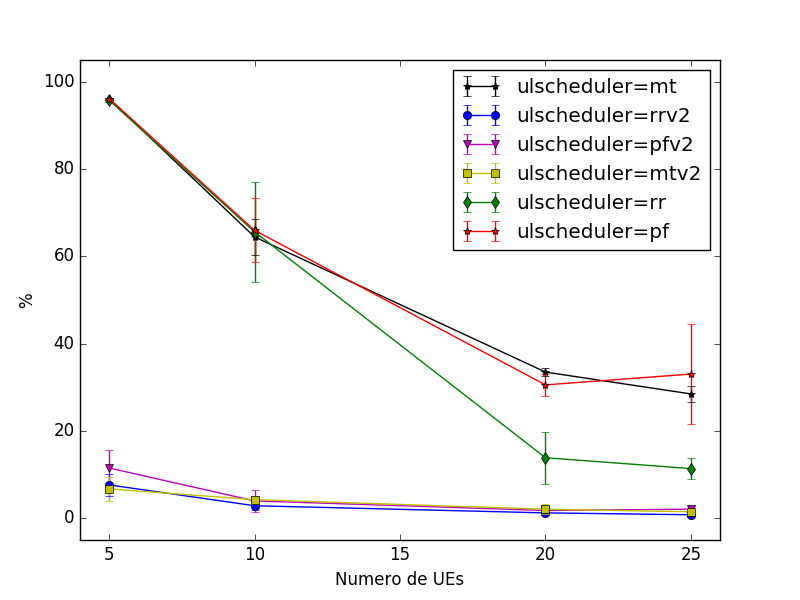 100
80
60
40
20
0
%
5
10
15
20
25
Numero de UEs
ulscheduler=mt
ulscheduler=rrv2
ulscheduler=pfv2
ulscheduler=mtv2
ulscheduler=rr
ulscheduler=pf